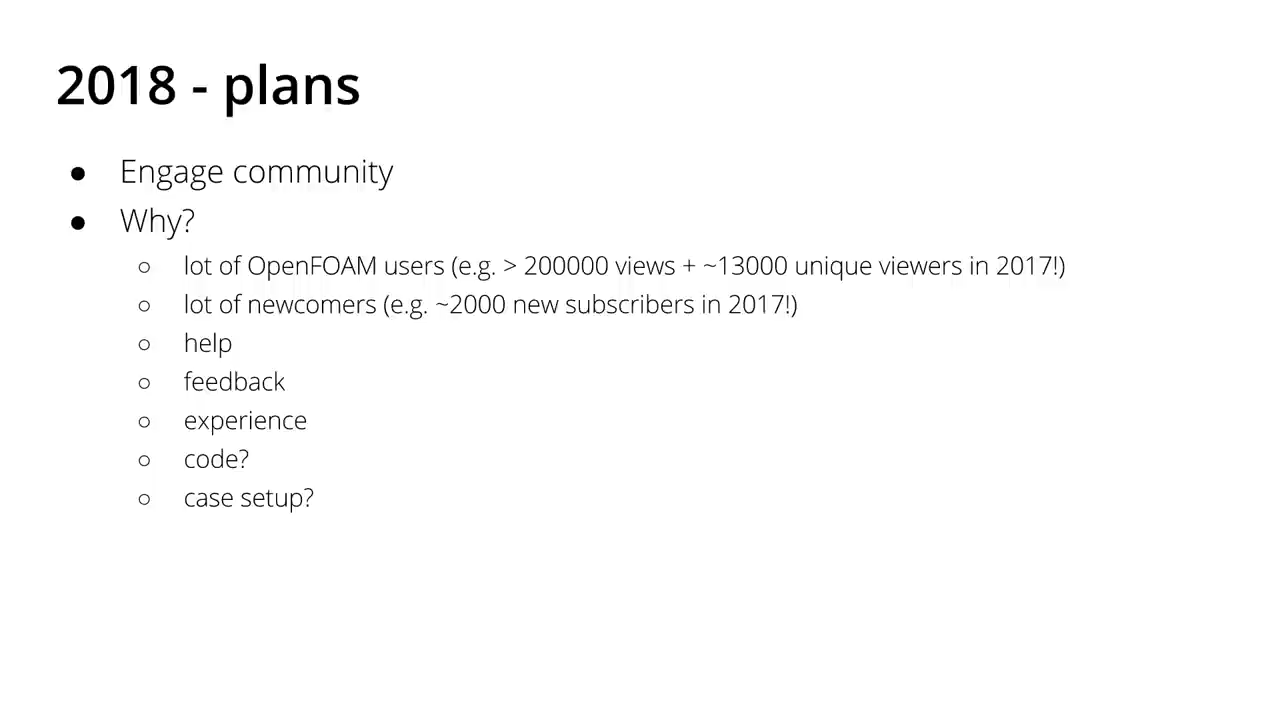 2018 - plans
● Engage community
● Why?
○ lot of OpenFOAM users (e.g. > 200000 views + ~13000 unique viewers in 2017!)
○ lot of newcomers (e.g. ~2000 new subscribers in 2017!)
○ help
○ feedback
○ experience
○ code?
○ case setup?